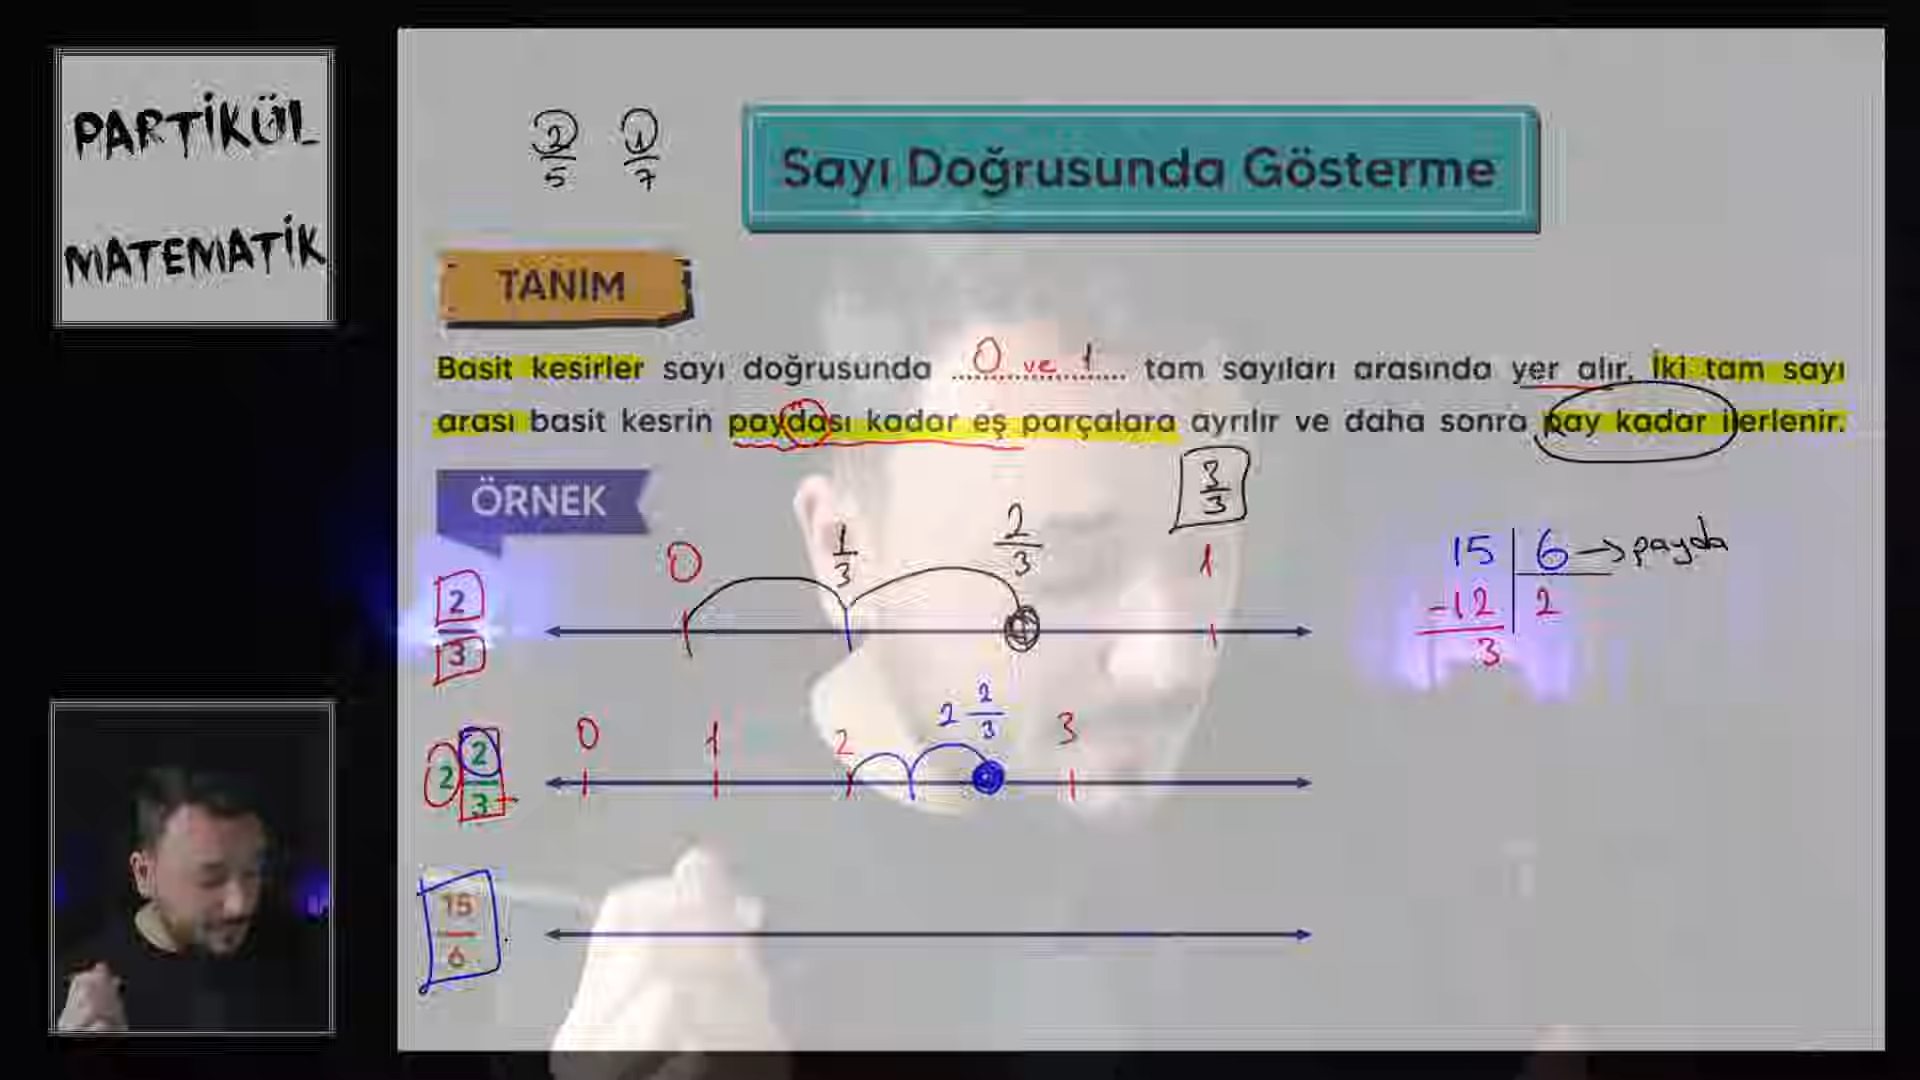 PARTİKÜL
MATEMATİK
2/5 1/7
Sayı Doğrusunda Gösterme
TANIM
Basit kesirler sayı doğrusunda 0 ve 1 tam sayıları arasında yer alır. İki tam sayı
arası basit kesrin paydası kadar eş parçalara ayrılır ve daha sonra pay kadar ilerlenir.
ÖRNEK
2/3
0 1/3 2/3 3/3 1
15 6 → payda
-12 2
3
2 2/3
0 1 2 2 2/3 3
15/6